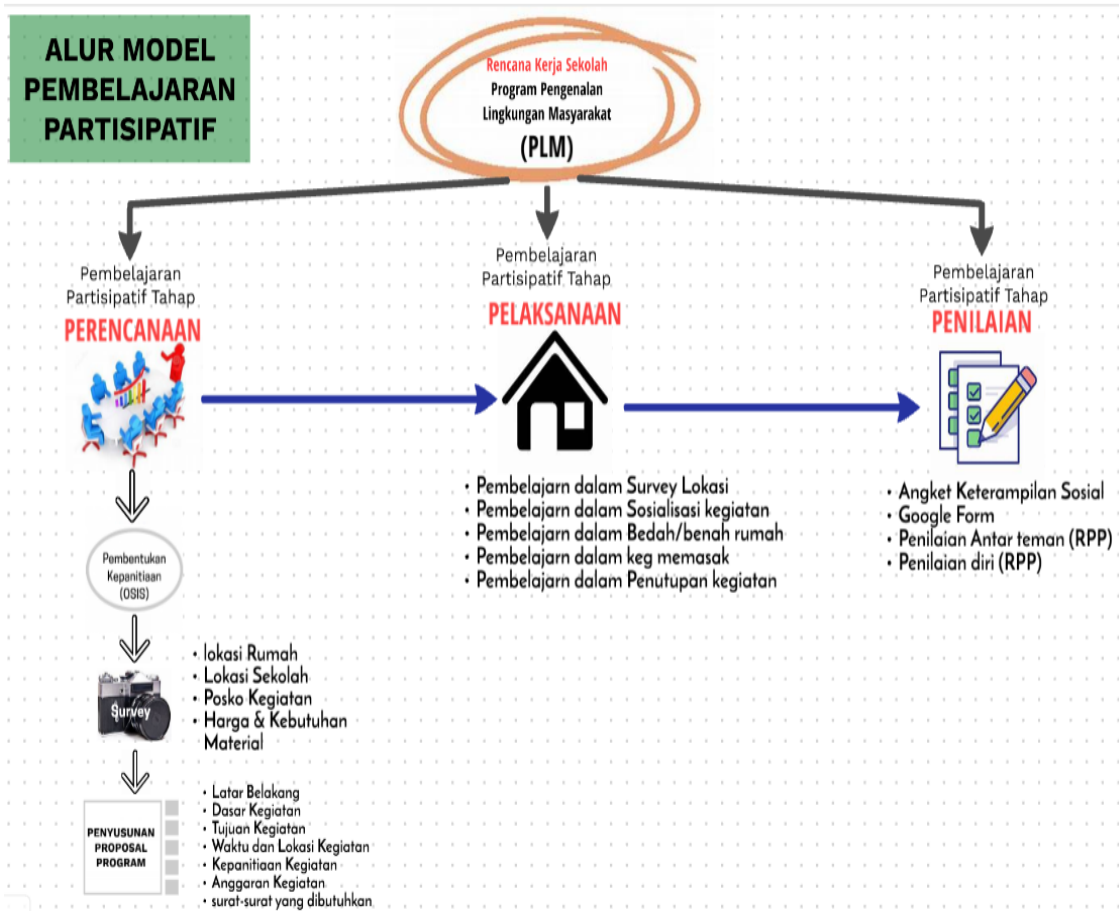 ALUR MODEL
PEMBELAJARAN
PARTISIPATIF
Rencana Kerja Sekolah
Program Pengenalan
Lingkungan Masyarakat
(PLM)
Pembelajaran
Partisipatif Tahap
PERENCANAAN
Pembelajaran
Partisipatif Tahap
PELAKSANAAN
Pembelajaran
Partisipatif Tahap
PENILAIAN
• Pembelajarn dalam Survey Lokasi
• Pembelajarn dalam Sosialisasi kegiatan
• Pembelajarn dalam Bedah/benah rumah
• Pembelajarn dalam keg memasak
• Pembelajarn dalam Penutupan kegiatan
• Angket Keterampilan Sosial
• Google Form
• Penilaian Antar teman (RPP)
• Penilaian diri (RPP)
Pembentukan
Kepanitiaan
(OSIS)
Survey
• lokasi Rumah
• Lokasi Sekolah
• Posko Kegiatan
• Harga & Kebutuhan
Material
PENYUSUNAN
PROPOSAL
PROGRAM
• Latar Belakang
• Dasar Kegiatan
• Tujuan Kegiatan
• Waktu dan Lokasi Kegiatan
• Kepanitiaan Kegiatan
• Anggaran Kegiatan
• surat-surat yang dibutuhkan